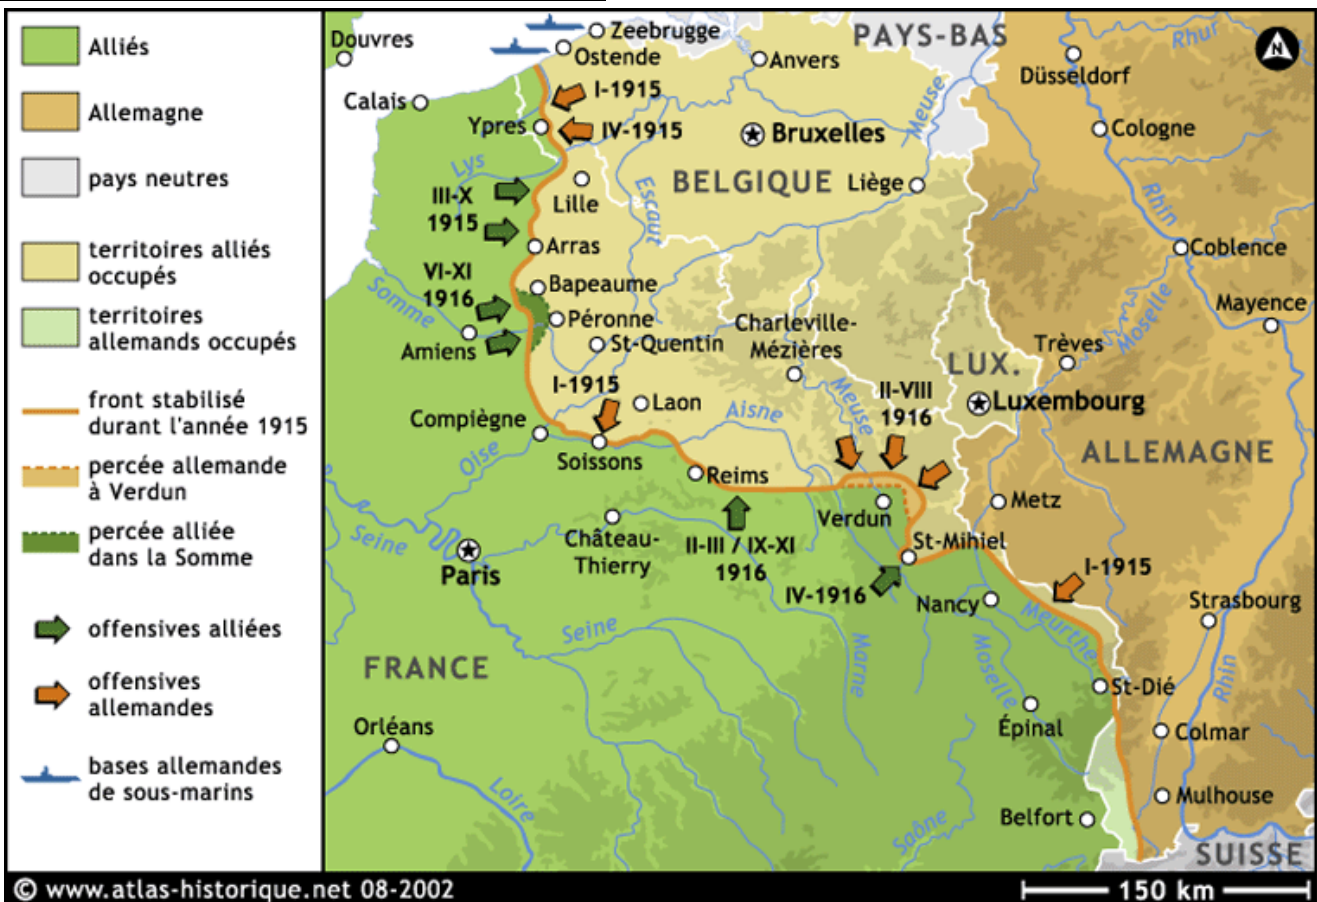 Alliés
Allemagne
pays neutres
territoires alliés
occupés
territoires
allemands occupés
front stabilisé
durant l'année 1915
percée allemande
à Verdun
percée alliée
dans la Somme
offensives alliées
offensives
allemandes
bases allemandes
de sous-marins
Douvres
Zeebrugge
Ostende
PAYS-BAS
Rhur
N
Anvers
Düsseldorf
Calais
I-1915
Meuse
Ypres
IV-1915
Bruxelles
Cologne
Lys
BELGIQUE
Liège
III-X
1915
Lille
Escaut
Rhin
Arras
Coblence
VI-XI
1916
Bapeaume
Somme
Moselle
Mayence
Péronne
Charleville-
Mézières
Amiens
St-Quentin
Trèves
LUX.
I-1915
Meuse
II-VIII
1916
Laon
Aisne
Luxembourg
Compiègne
ALLEMAGNE
Oise
Soissons
Reims
Metz
Verdun
Seine
Château-
Thierry
II-III / IX-XI
1916
St-Mihiel
Paris
I-1915
IV-1916
Nancy
Meurthe
Strasbourg
Seine
Marne
Moselle
FRANCE
Rhin
St-Dié
Orléans
Épinal
Colmar
Loire
Mulhouse
Saône
Belfort
SUISSE
© www.atlas-historique.net 08-2002
150 km